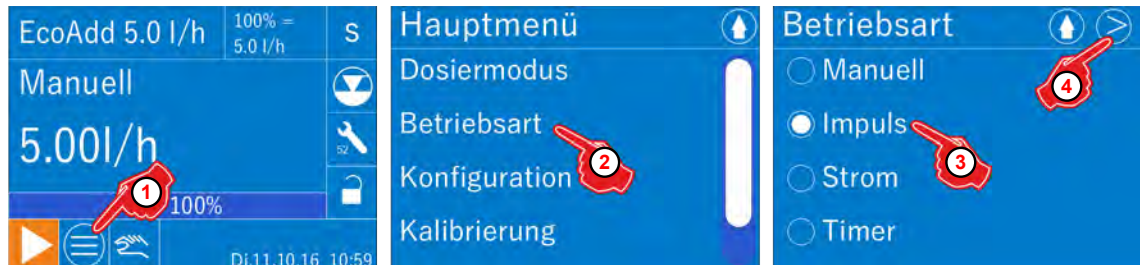 EcoAdd 5.0 l/h
100% =
5.0 l/h
S
Manuell
5.00l/h
52
1
100%
Di.11.10.16 10:59
Hauptmenü
Dosiermodus
Betriebsart
2
Konfiguration
Kalibrierung
Betriebsart
Manuell
4
Impuls
3
Strom
Timer